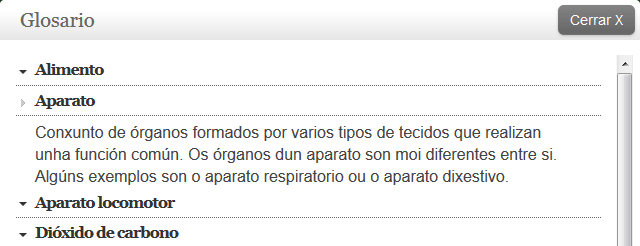 Glosario
Cerrar X
Alimento
Aparato
Conxunto de órganos formados por varios tipos de tecidos que realizan
unha función común. Os órganos dun aparato son moi diferentes entre si.
Algúns exemplos son o aparato respiratorio ou o aparato dixestivo.
Aparato locomotor
Dióxido de carbono